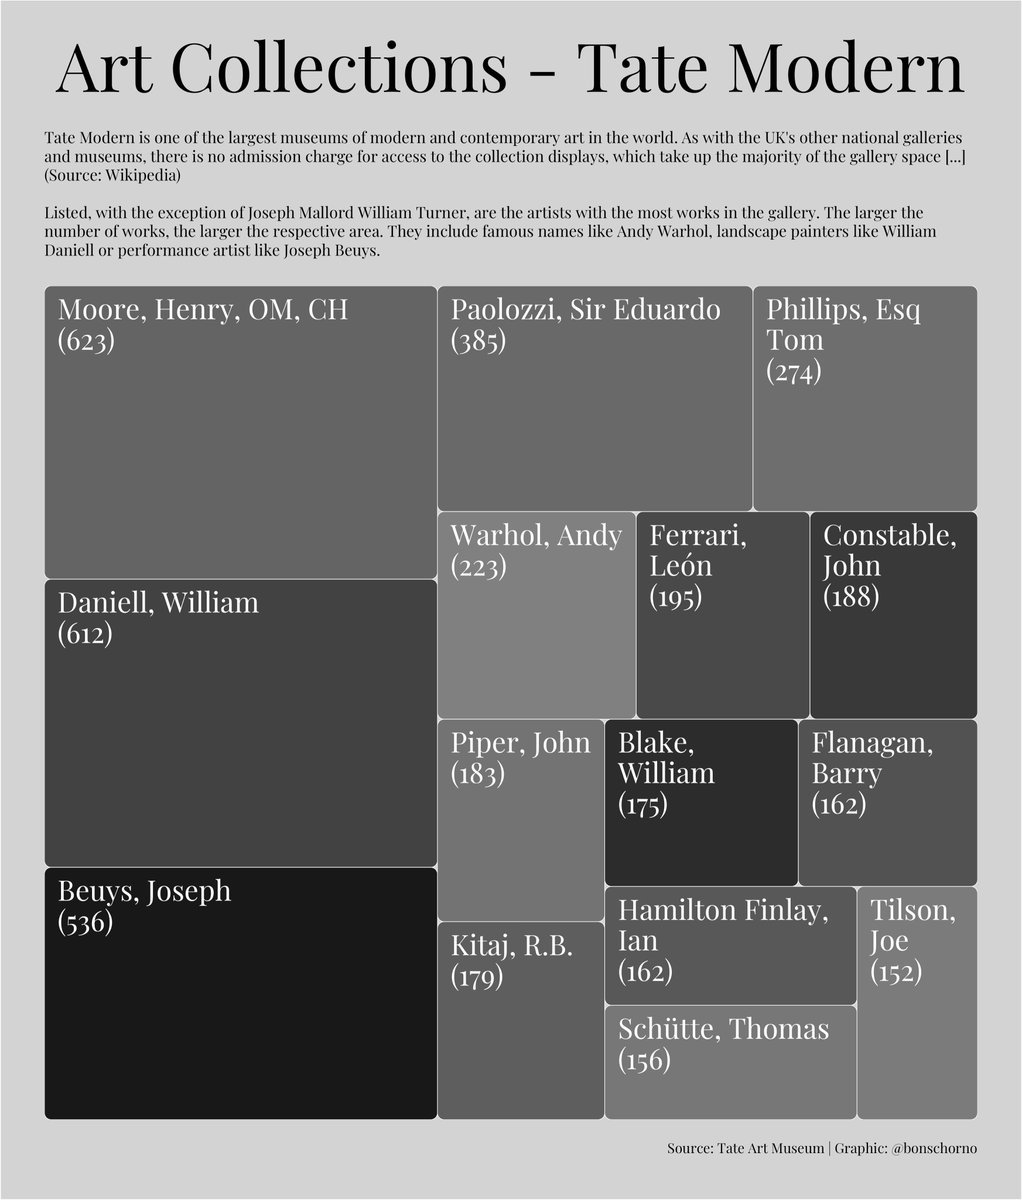 Art Collections - Tate Modern
Tate Modern is one of the largest museums of modern and contemporary art in the world. As with the UK's other national galleries
and museums, there is no admission charge for access to the collection displays, which take up the majority of the gallery space [...]
(Source: Wikipedia)
Listed, with the exception of Joseph Mallord William Turner, are the artists with the most works in the gallery. The larger the
number of works, the larger the respective area. They include famous names like Andy Warhol, landscape painters like William
Daniell or performance artist like Joseph Beuys.
Moore, Henry, OM, CH
(623)
Paolozzi, Sir Eduardo
(385)
Phillips, Esq
Tom
(274)
Warhol, Andy
(223)
Ferrari,
León
(195)
Constable,
John
(188)
Daniell, William
(612)
Piper, John
(183)
Blake,
William
(175)
Flanagan,
Barry
(162)
Beuys, Joseph
(536)
Kitaj, R.B.
(179)
Hamilton Finlay,
Ian
(162)
Tilson,
Joe
(152)
Schütte, Thomas
(156)
Source: Tate Art Museum | Graphic: @bonschorno